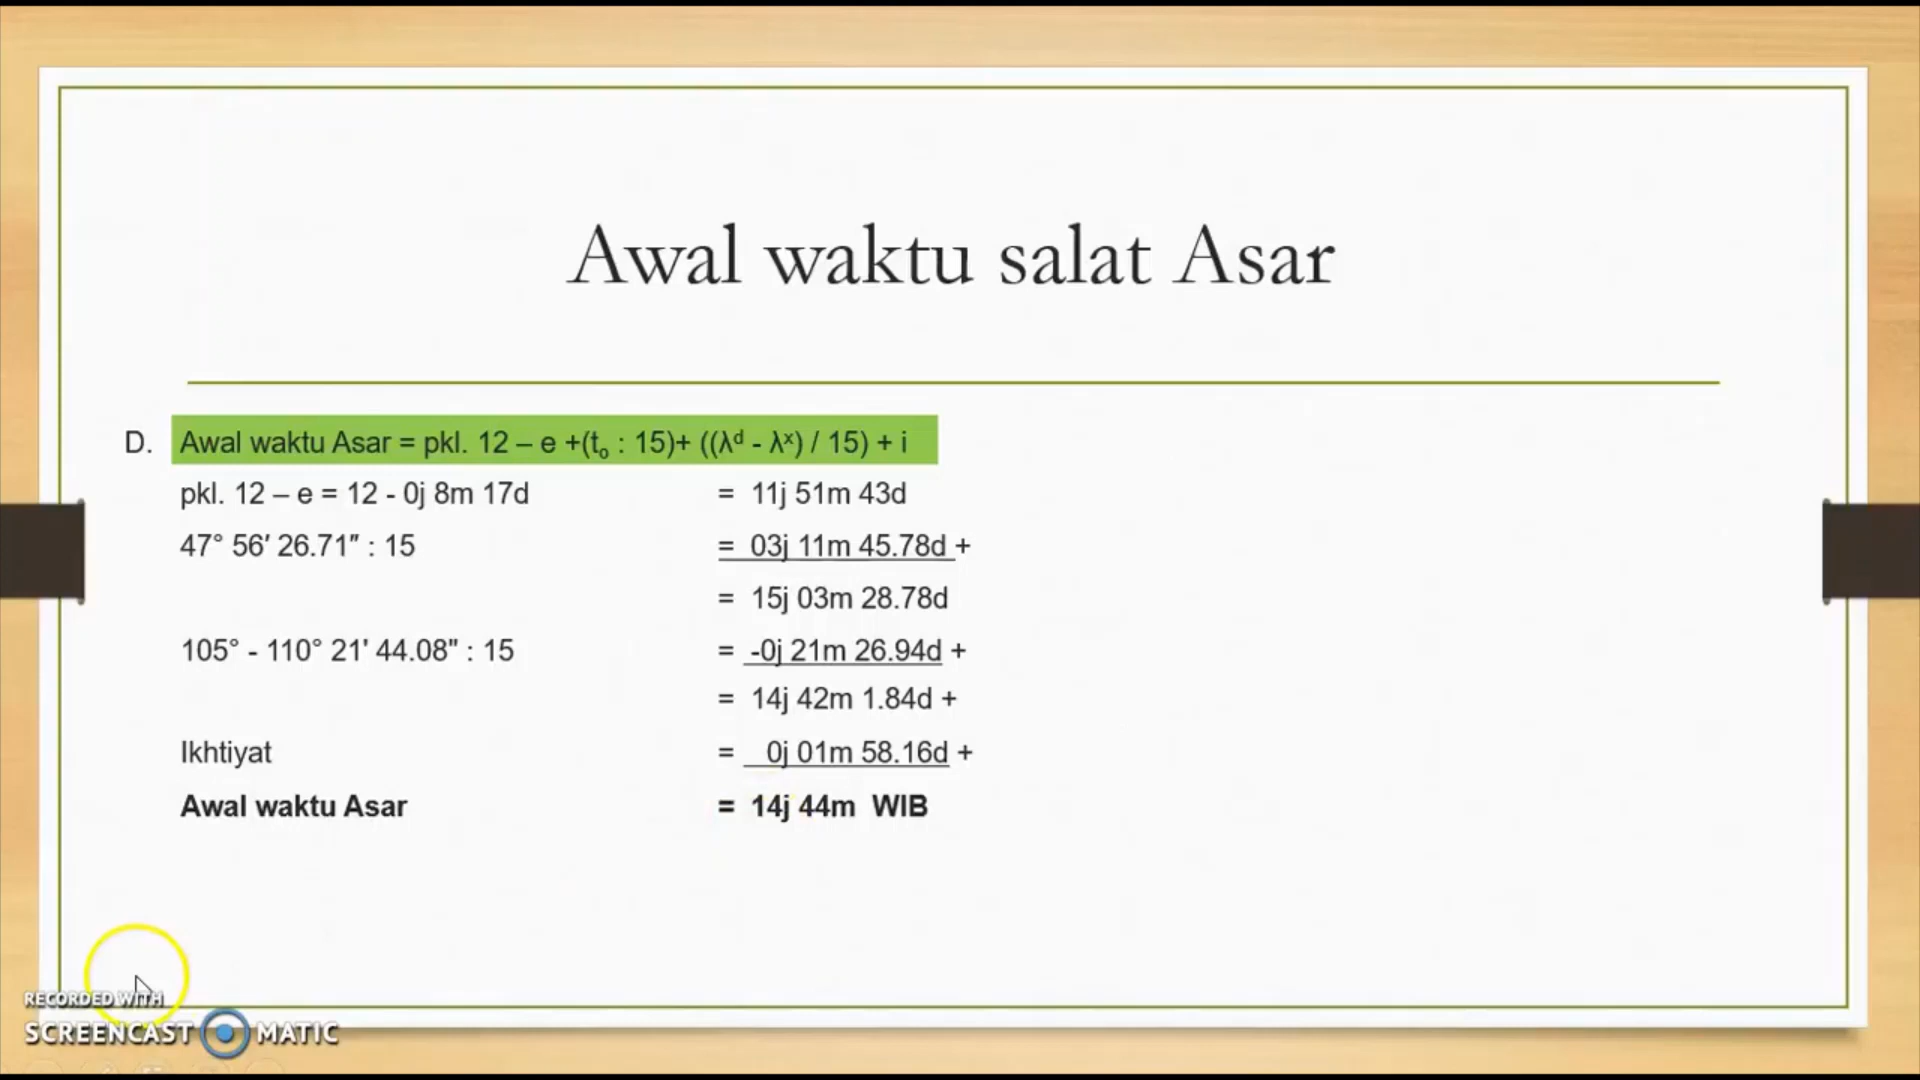 Awal waktu salat Asar
D. Awal waktu Asar = pkl. 12 – e +(tₒ : 15)+ ((λᵈ - λˣ) / 15) + i
pkl. 12 – e = 12 - 0j 8m 17d = 11j 51m 43d
47° 56′ 26.71″ : 15 = 03j 11m 45.78d +
= 15j 03m 28.78d
105° - 110° 21' 44.08" : 15 = -0j 21m 26.94d +
= 14j 42m 1.84d +
Ikhtiyat = 0j 01m 58.16d +
Awal waktu Asar = 14j 44m WIB
RECORDED WITH
SCREENCAST MATIC